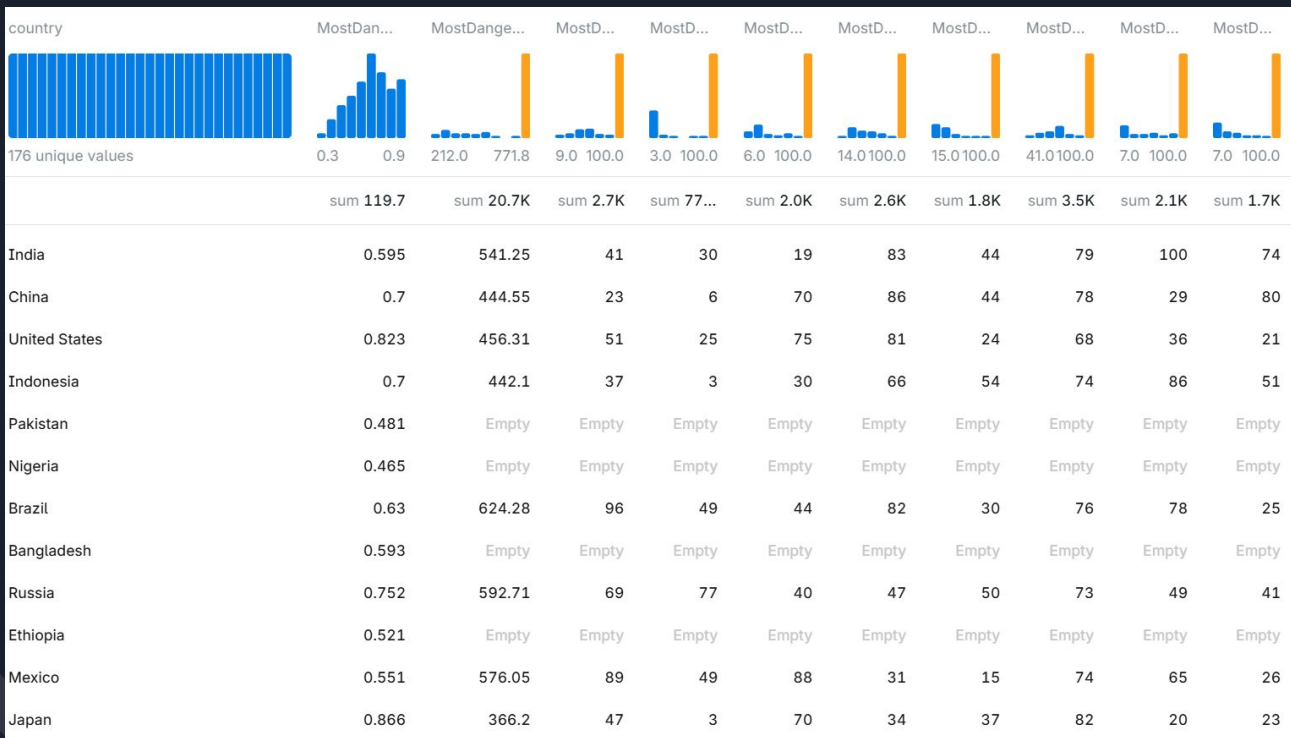 country MostDan... MostDange... MostD... MostD... MostD... MostD... MostD... MostD... MostD... MostD...
176 unique values 0.3 0.9 212.0 771.8 9.0 100.0 3.0 100.0 6.0 100.0 14.0 100.0 15.0 100.0 41.0 100.0 7.0 100.0 7.0 100.0
sum 119.7 sum 20.7K sum 2.7K sum 77... sum 2.0K sum 2.6K sum 1.8K sum 3.5K sum 2.1K sum 1.7K
India 0.595 541.25 41 30 19 83 44 79 100 74
China 0.7 444.55 23 6 70 86 44 78 29 80
United States 0.823 456.31 51 25 75 81 24 68 36 21
Indonesia 0.7 442.1 37 3 30 66 54 74 86 51
Pakistan 0.481 Empty Empty Empty Empty Empty Empty Empty Empty Empty
Nigeria 0.465 Empty Empty Empty Empty Empty Empty Empty Empty Empty
Brazil 0.63 624.28 96 49 44 82 30 76 78 25
Bangladesh 0.593 Empty Empty Empty Empty Empty Empty Empty Empty Empty
Russia 0.752 592.71 69 77 40 47 50 73 49 41
Ethiopia 0.521 Empty Empty Empty Empty Empty Empty Empty Empty Empty
Mexico 0.551 576.05 89 49 88 31 15 74 65 26
Japan 0.866 366.2 47 3 70 34 37 82 20 23